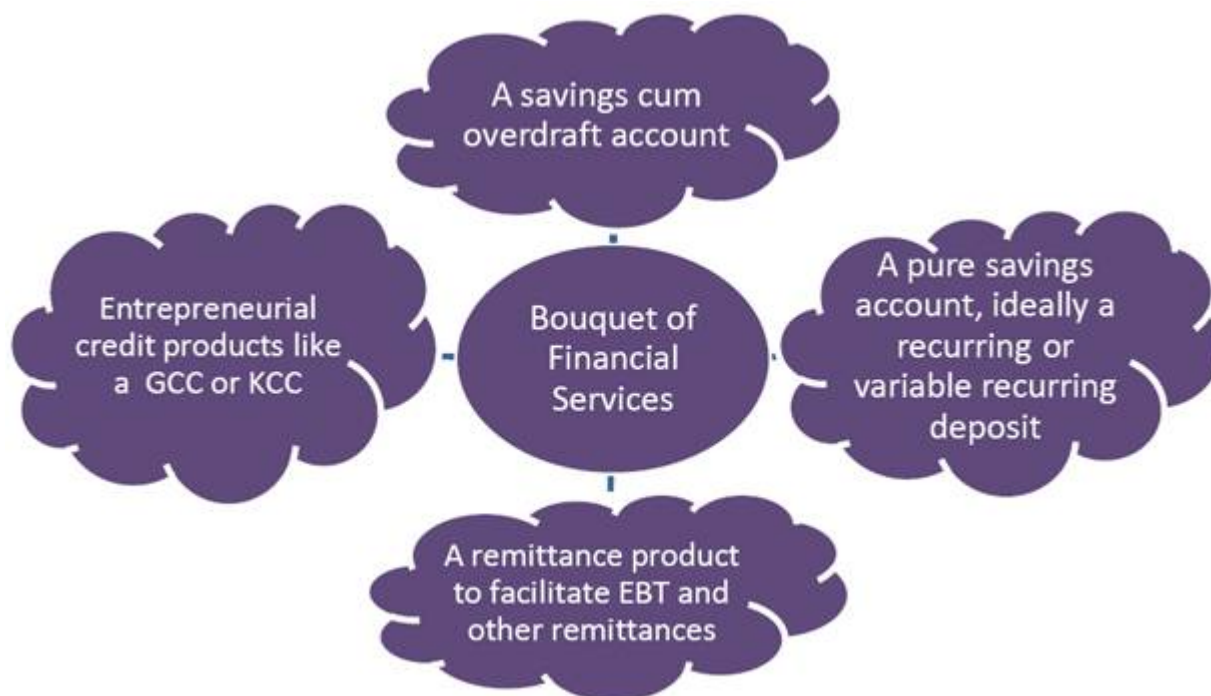 A savings cum
overdraft account
Entrepreneurial
credit products like
a GCC or KCC
Bouquet of
Financial
Services
A pure savings
account, ideally a
recurring or
variable recurring
deposit
A remittance product
to facilitate EBT and
other remittances